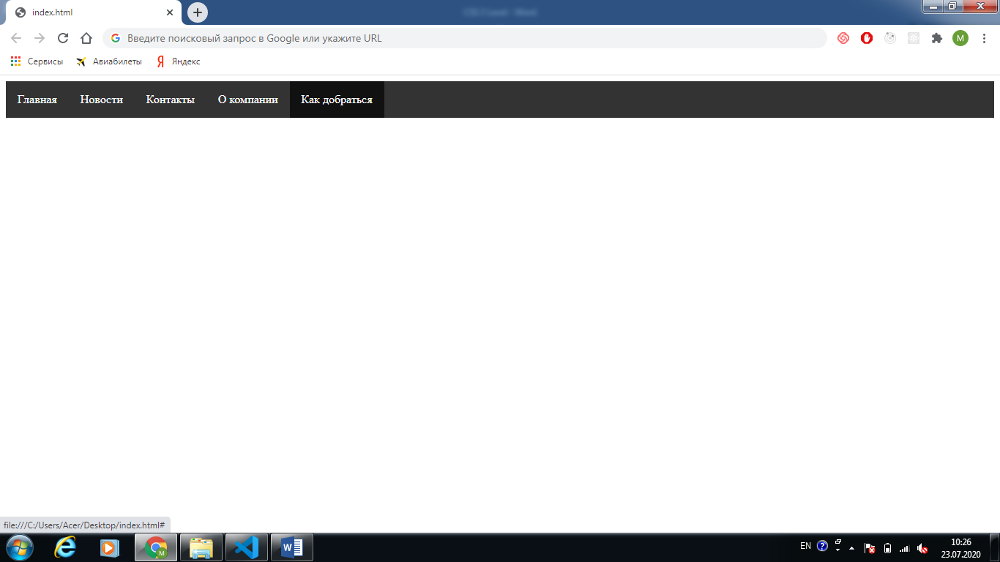 index.html
Введите поисковый запрос в Google или укажите URL
M
Сервисы Авиабилеты Яндекс
Главная Новости Контакты О компании Как добраться
file:///C:/Users/Acer/Desktop/index.html#
EN
10:26
23.07.2020